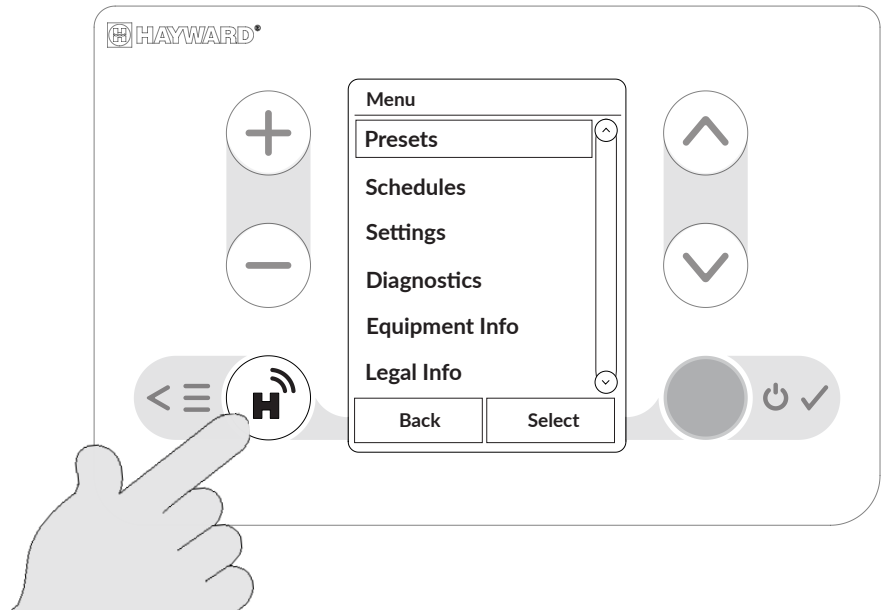 HAYWARD®
Menu
Presets
Schedules
Settings
Diagnostics
Equipment Info
Legal Info
Back Select
H